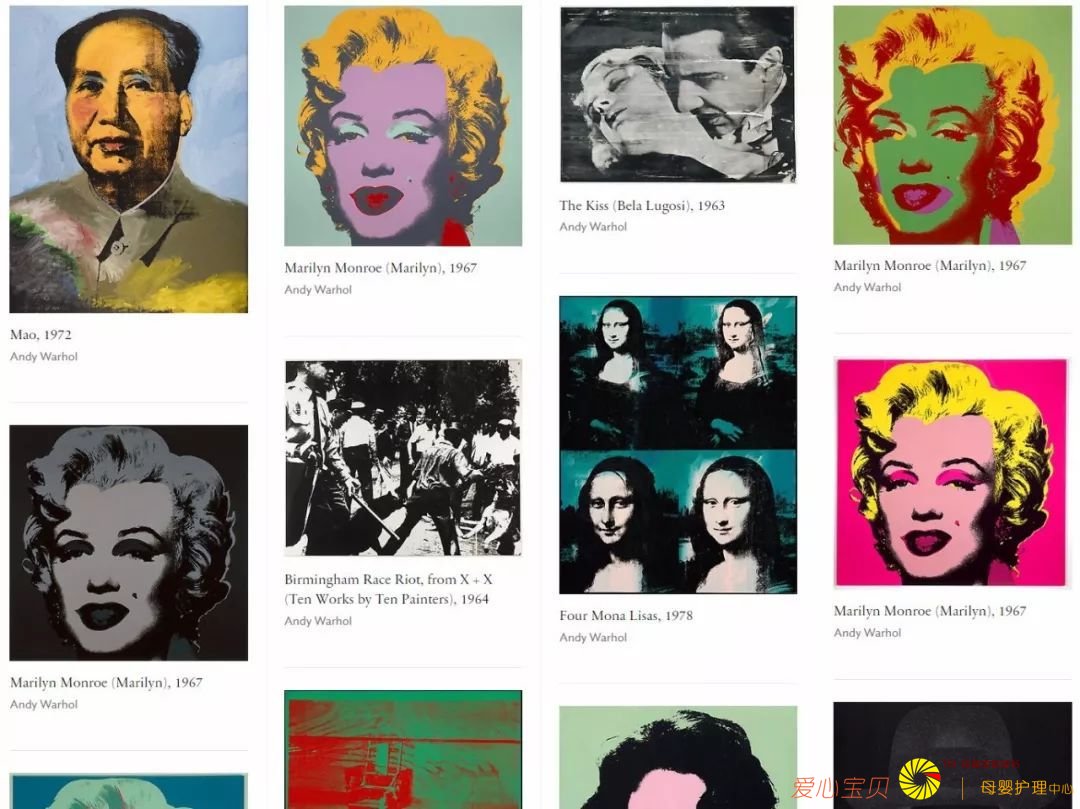 Mao, 1972
Andy Warhol
Marilyn Monroe (Marilyn), 1967
Andy Warhol
Marilyn Monroe (Marilyn), 1967
Andy Warhol
Birmingham Race Riot, from X + X
(Ten Works by Ten Painters), 1964
Andy Warhol
The Kiss (Bela Lugosi), 1963
Andy Warhol
Four Mona Lisas, 1978
Andy Warhol
Marilyn Monroe (Marilyn), 1967
Andy Warhol
Marilyn Monroe (Marilyn), 1967
Andy Warhol
爱心宝贝 | 母婴护理中心